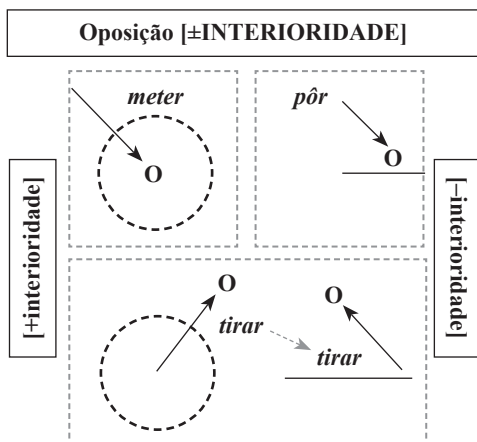 Oposição [±INTERIORIDADE]
meter
pôr
O
O
[+interioridade]
[–interioridade]
O
O
tirar
tirar